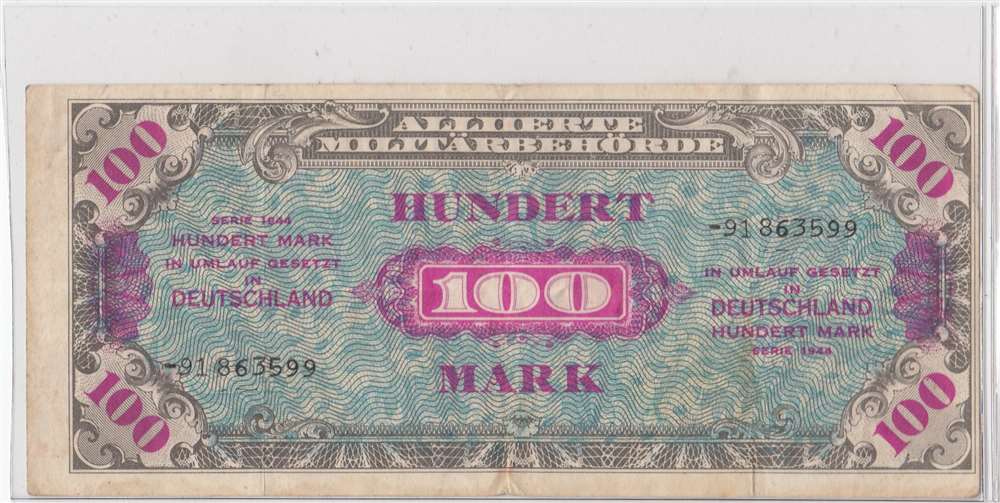 100
ALLIIERTE
MILITÄRBEHÖRDE
100
HUNDERT
SERIE 1944
HUNDERT MARK
IN UMLAUF GESETZT
IN
DEUTSCHLAND
100
-91863599
IN UMLAUF GESETZT
IN
DEUTSCHLAND
HUNDERT MARK
SERIE 1944
-91863599
MARK
100
100